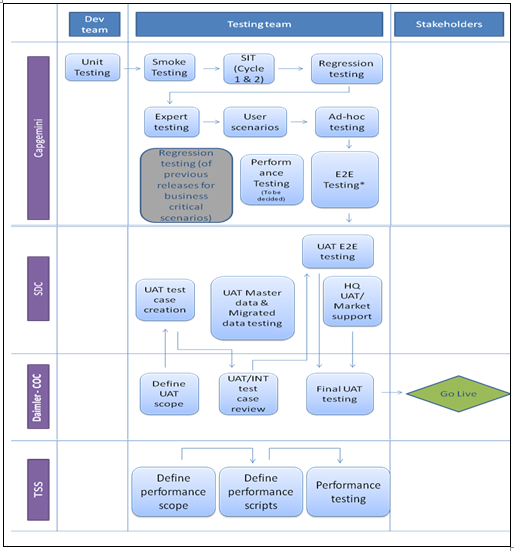 Dev
team
Testing team
Stakeholders
Capgemini
Unit
Testing
Smoke
Testing
SIT
(Cycle
1 & 2)
Regression
testing
Expert
testing
User
scenarios
Ad-hoc
testing
Regression
testing (of
previous
releases for
business
critical
scenarios)
Perform
ance
Testing
(To be
decided)
E2E
Testing*
SDC
UAT E2E
testing
UAT test
case
creation
UAT Master
data &
Migrated
data testing
HQ
UAT/
Market
support
Daimler - COC
Define
UAT
scope
UAT/INT
test
case
review
Final UAT
testing
Go Live
TSS
Define
performance
scope
Define
performance
scripts
Performance
testing